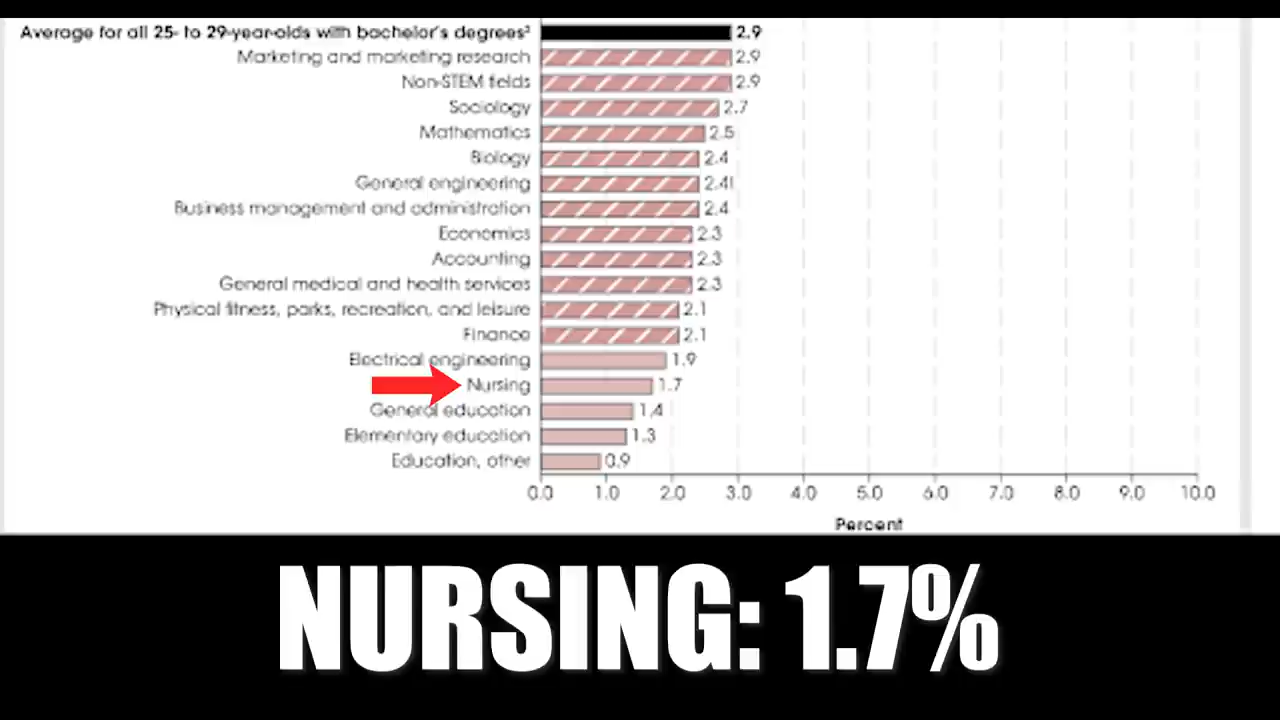 Average for all 25- to 29-year-olds with bachelor's degrees² 2.9
Marketing and marketing research 2.9
Non-STEM fields 2.9
Sociology 2.7
Mathematics 2.5
Biology 2.4
General engineering 2.4!
Business management and administration 2.4
Economics 2.3
Accounting 2.3
General medical and health services 2.3
Physical fitness, parks, recreation, and leisure 2.1
Finance 2.1
Electrical engineering 1.9
Nursing 1.7
General education 1.4
Elementary education 1.3
Education, other 0.9
0.0 1.0 2.0 3.0 4.0 5.0 6.0 7.0 8.0 9.0 10.0
Percent
NURSING: 1.7%